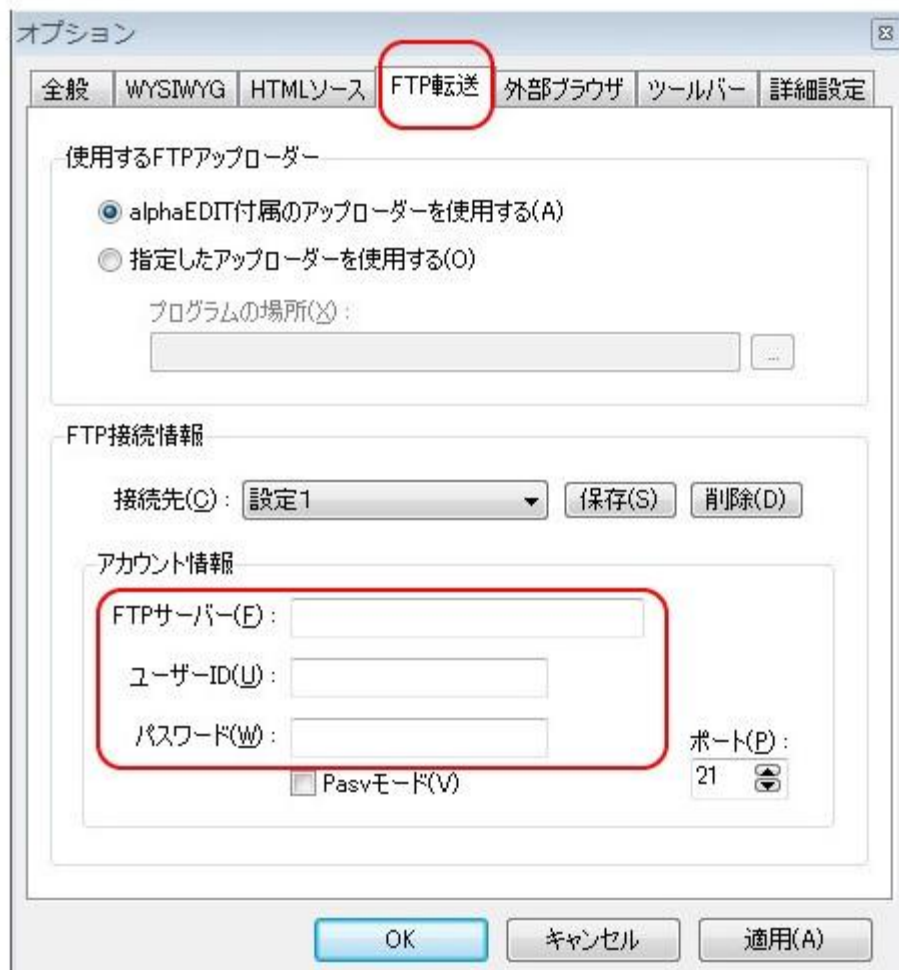 オプション
全般 WYSIWYG HTMLソース FTP転送 外部ブラウザ ツールバー 詳細設定
使用するFTPアップローダー
alphaEDIT付属のアップローダーを使用する(A)
指定したアップローダーを使用する(O)
プログラムの場所(X):
...
FTP接続情報
接続先(C): 設定1 保存(S) 削除(D)
アカウント情報
FTPサーバー(F):
ユーザーID(U):
パスワード(W):
ポート(P):
Pasvモード(V) 21
OK キャンセル 適用(A)